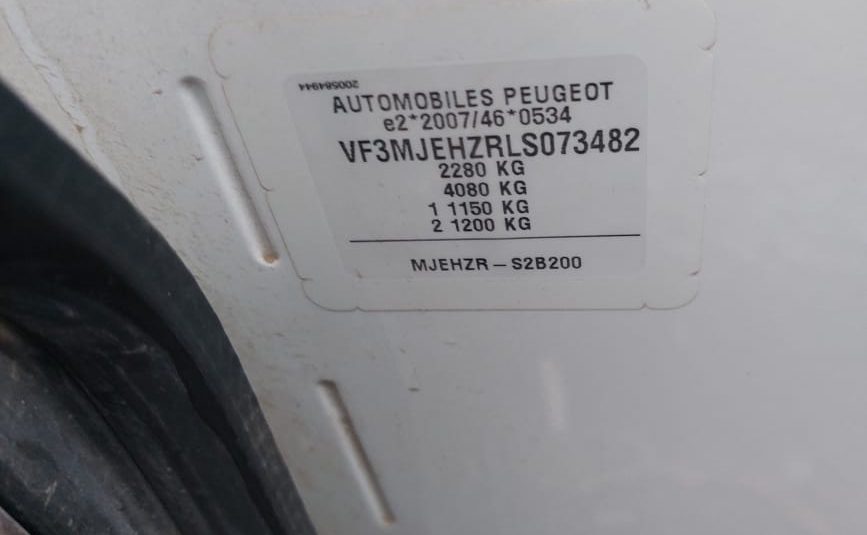 200584944
AUTOMOBILES PEUGEOT
e2*2007/46*0534
VF3MJEHZRLS073482
2280 KG
4080 KG
1 1150 KG
2 1200 KG
MJEHZR – S2B200